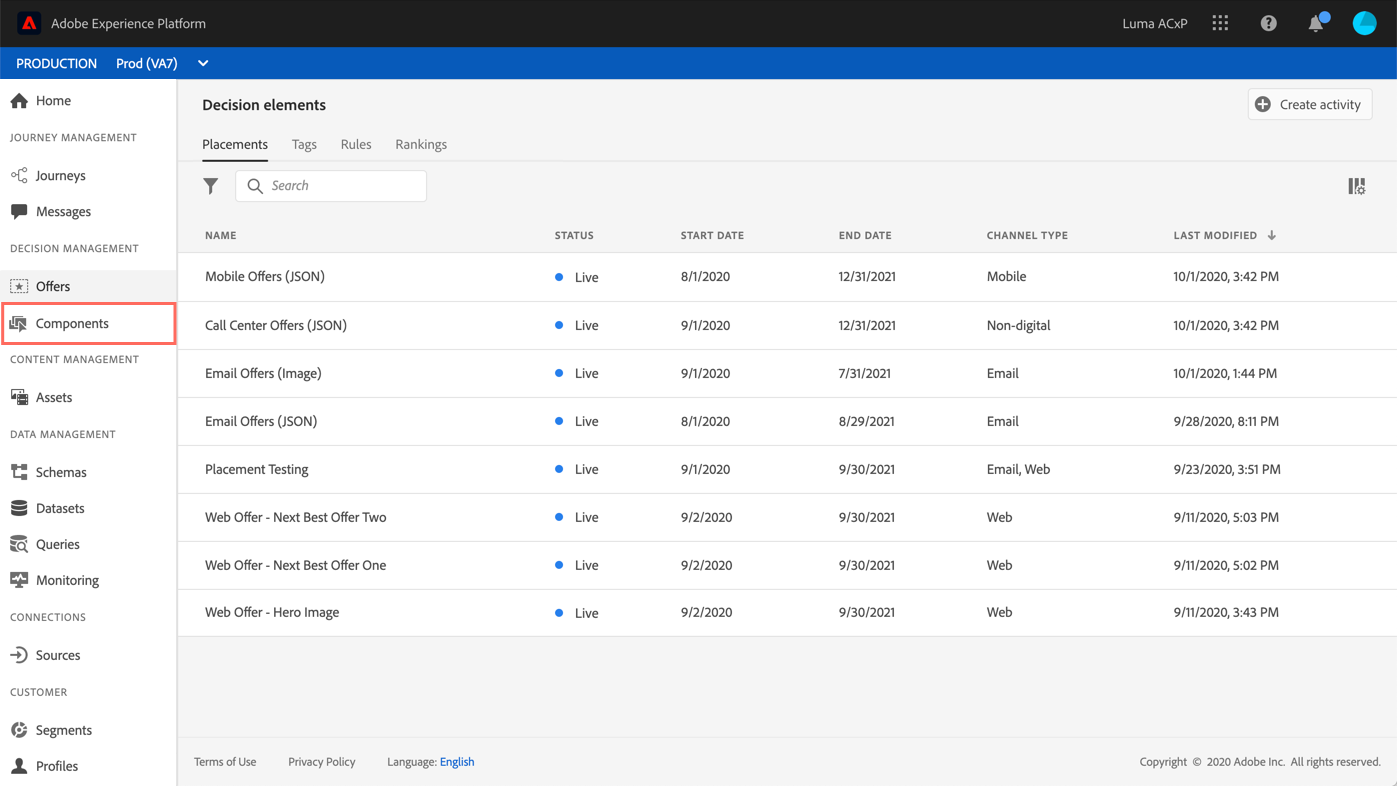 Adobe Experience Platform
Luma ACxP
PRODUCTION Prod (VA7)
Home
JOURNEY MANAGEMENT
Journeys
Messages
DECISION MANAGEMENT
Offers
Components
CONTENT MANAGEMENT
Assets
DATA MANAGEMENT
Schemas
Datasets
Queries
Monitoring
CONNECTIONS
Sources
CUSTOMER
Segments
Profiles
Decision elements
Create activity
Placements Tags Rules Rankings
Search
NAME STATUS START DATE END DATE CHANNEL TYPE LAST MODIFIED
Mobile Offers (JSON) Live 8/1/2020 12/31/2021 Mobile 10/1/2020, 3:42 PM
Call Center Offers (JSON) Live 9/1/2020 12/31/2021 Non-digital 10/1/2020, 3:42 PM
Email Offers (Image) Live 9/1/2020 7/31/2021 Email 10/1/2020, 1:44 PM
Email Offers (JSON) Live 8/1/2020 8/29/2021 Email 9/28/2020, 8:11 PM
Placement Testing Live 9/1/2020 9/30/2021 Email, Web 9/23/2020, 3:51 PM
Web Offer - Next Best Offer Two Live 9/2/2020 9/30/2021 Web 9/11/2020, 5:03 PM
Web Offer - Next Best Offer One Live 9/2/2020 9/30/2021 Web 9/11/2020, 5:02 PM
Web Offer - Hero Image Live 9/2/2020 9/30/2021 Web 9/11/2020, 3:43 PM
Terms of Use Privacy Policy Language: English Copyright © 2020 Adobe Inc. All rights reserved.